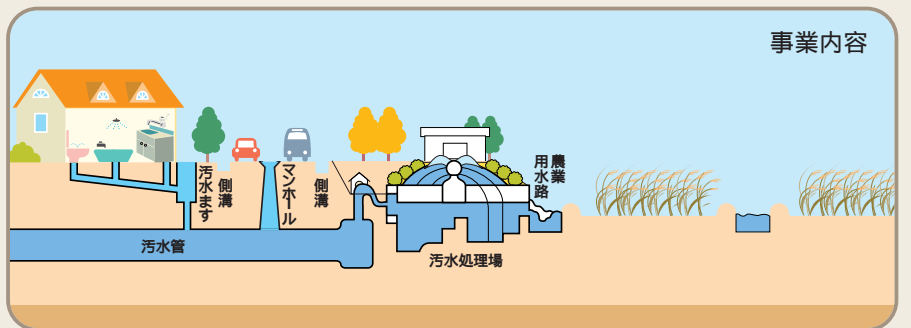 事業内容
汚水ます
側溝
マンホール
側溝
農業
用水路
汚水管
汚水処理場